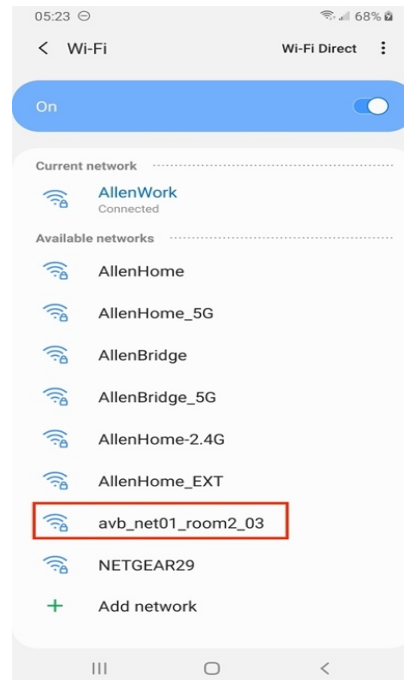 05:23
68%
Wi-Fi Wi-Fi Direct
On
Current network
AllenWork
Connected
Available networks
AllenHome
AllenHome_5G
AllenBridge
AllenBridge_5G
AllenHome-2.4G
AllenHome_EXT
avb_net01_room2_03
NETGEAR29
Add network